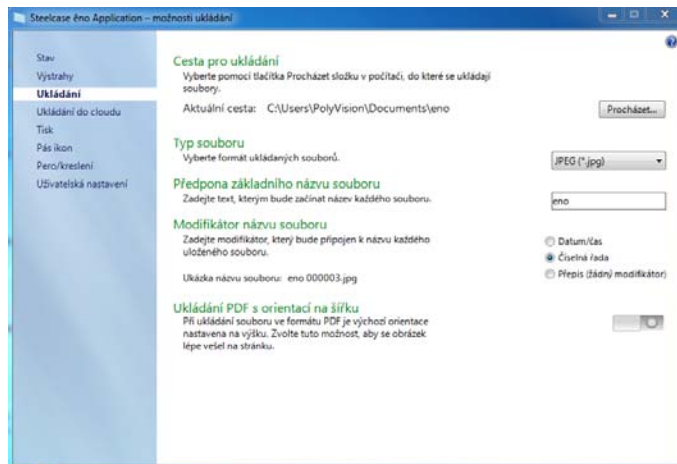 Steelcase ēno Application – možnosti ukládání
Stav
Výstrahy
Ukládání
Ukládání do cloudu
Tisk
Pás ikon
Pero/kreslení
Uživatelská nastavení
Cesta pro ukládání
Vyberte pomocí tlačítka Procházet složku v počítači, do které se ukládají
soubory.
Aktuální cesta: C:\Users\PolyVision\Documents\eno
Procházet...
Typ souboru
Vyberte formát ukládaných souborů.
JPEG (*.jpg)
Předpona základního názvu souboru
Zadejte text, kterým bude začínat název každého souboru.
eno
Modifikátor názvu souboru
Zadejte modifikátor, který bude připojen k názvu každého
uloženého souboru.
Datum/čas
Číselná řada
Přepis (žádný modifikátor)
Ukázka názvu souboru: eno 000003.jpg
Ukládání PDF s orientací na šířku
Při ukládání souboru ve formátu PDF je výchozí orientace
nastavena na výšku. Zvolte tuto možnost, aby se obrázek
lépe vešel na stránku.